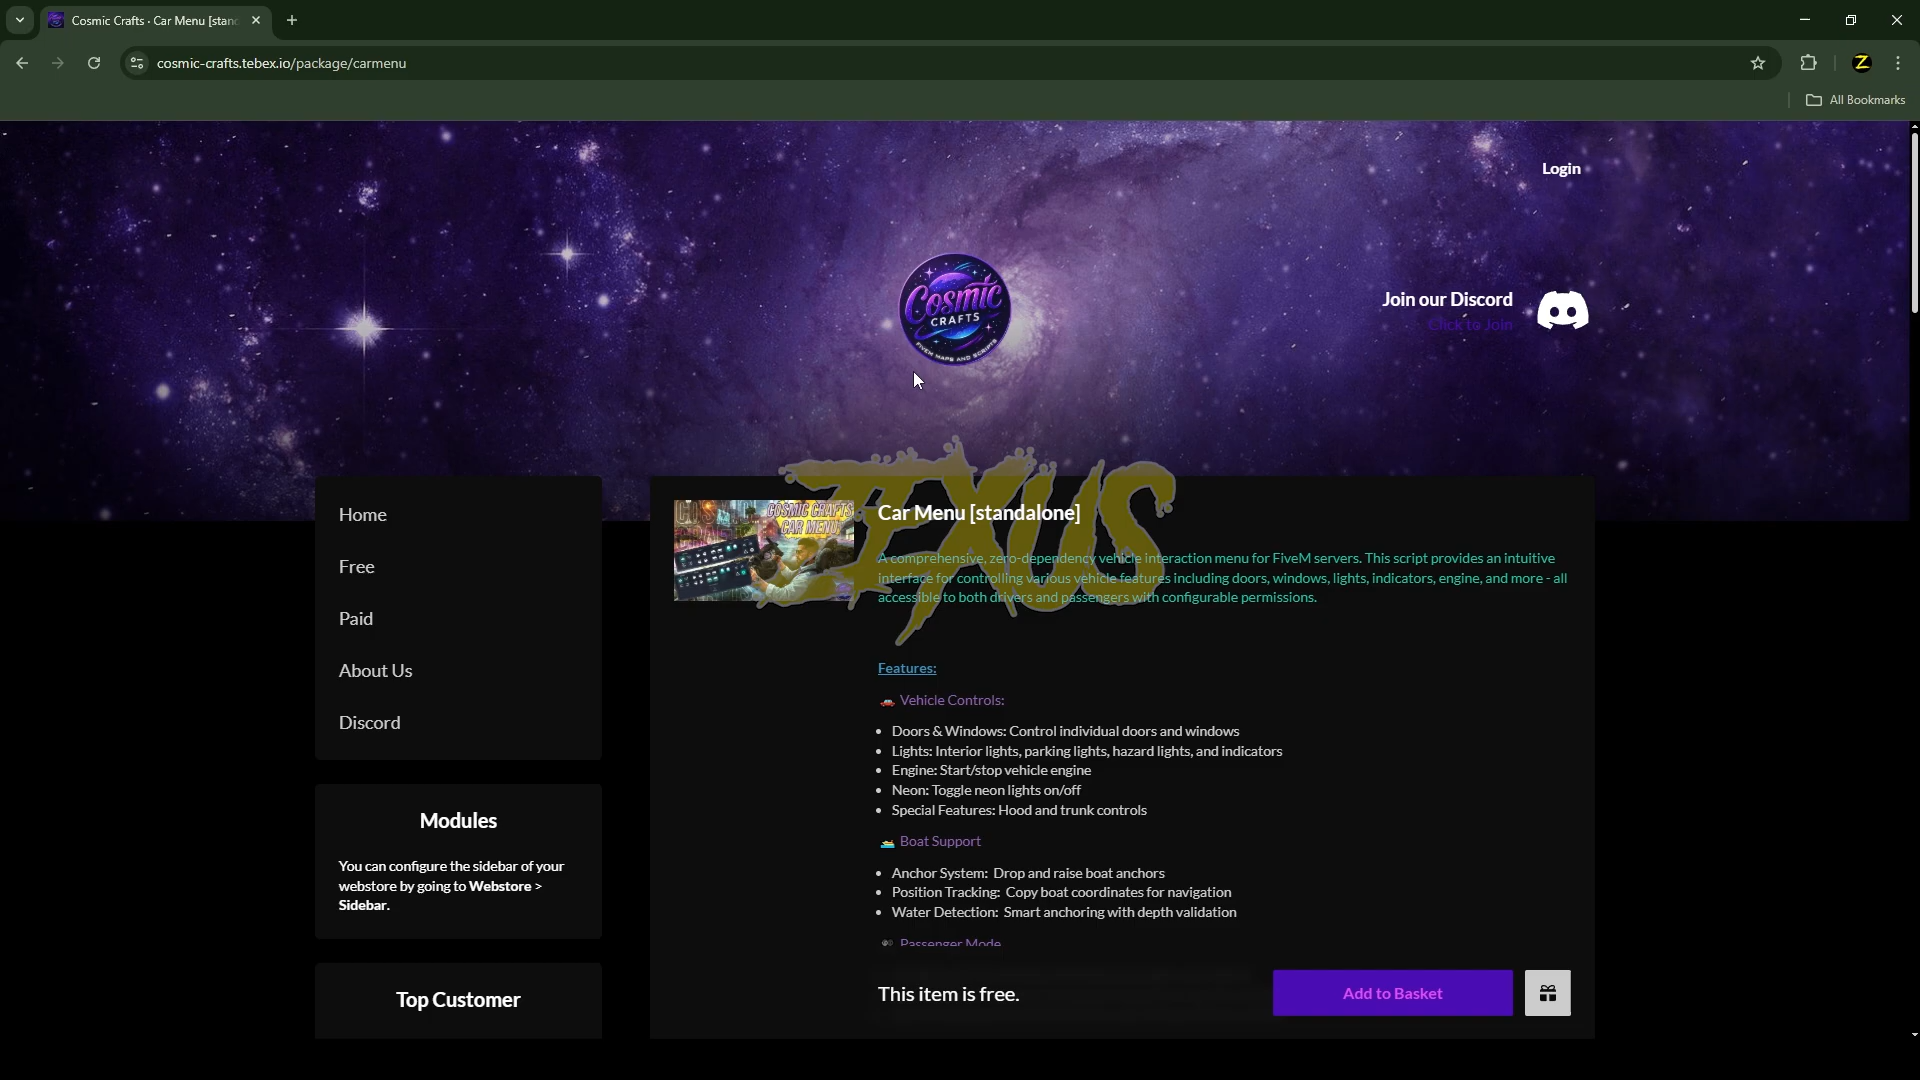 Cosmic Crafts · Car Menu [stand
cosmic-crafts.tebex.io/package/carmenu
All Bookmarks
Login
Cosmic
CRAFTS
FIVEM MAPS AND SCRIPTS
Join our Discord
Click to Join
ZEXUS
Home
Free
Paid
About Us
Discord
Modules
You can configure the sidebar of your
webstore by going to Webstore >
Sidebar.
Top Customer
COSMIC CRAFTS
CAR MENU
Car Menu [standalone]
A comprehensive, zero-dependency vehicle interaction menu for FiveM servers. This script provides an intuitive
interface for controlling various vehicle features including doors, windows, lights, indicators, engine, and more - all
accessible to both drivers and passengers with configurable permissions.
Features:
🚗 Vehicle Controls:
• Doors & Windows: Control individual doors and windows
• Lights: Interior lights, parking lights, hazard lights, and indicators
• Engine: Start/stop vehicle engine
• Neon: Toggle neon lights on/off
• Special Features: Hood and trunk controls
🚤 Boat Support
• Anchor System: Drop and raise boat anchors
• Position Tracking: Copy boat coordinates for navigation
• Water Detection: Smart anchoring with depth validation
Passenger Mode
This item is free.
Add to Basket